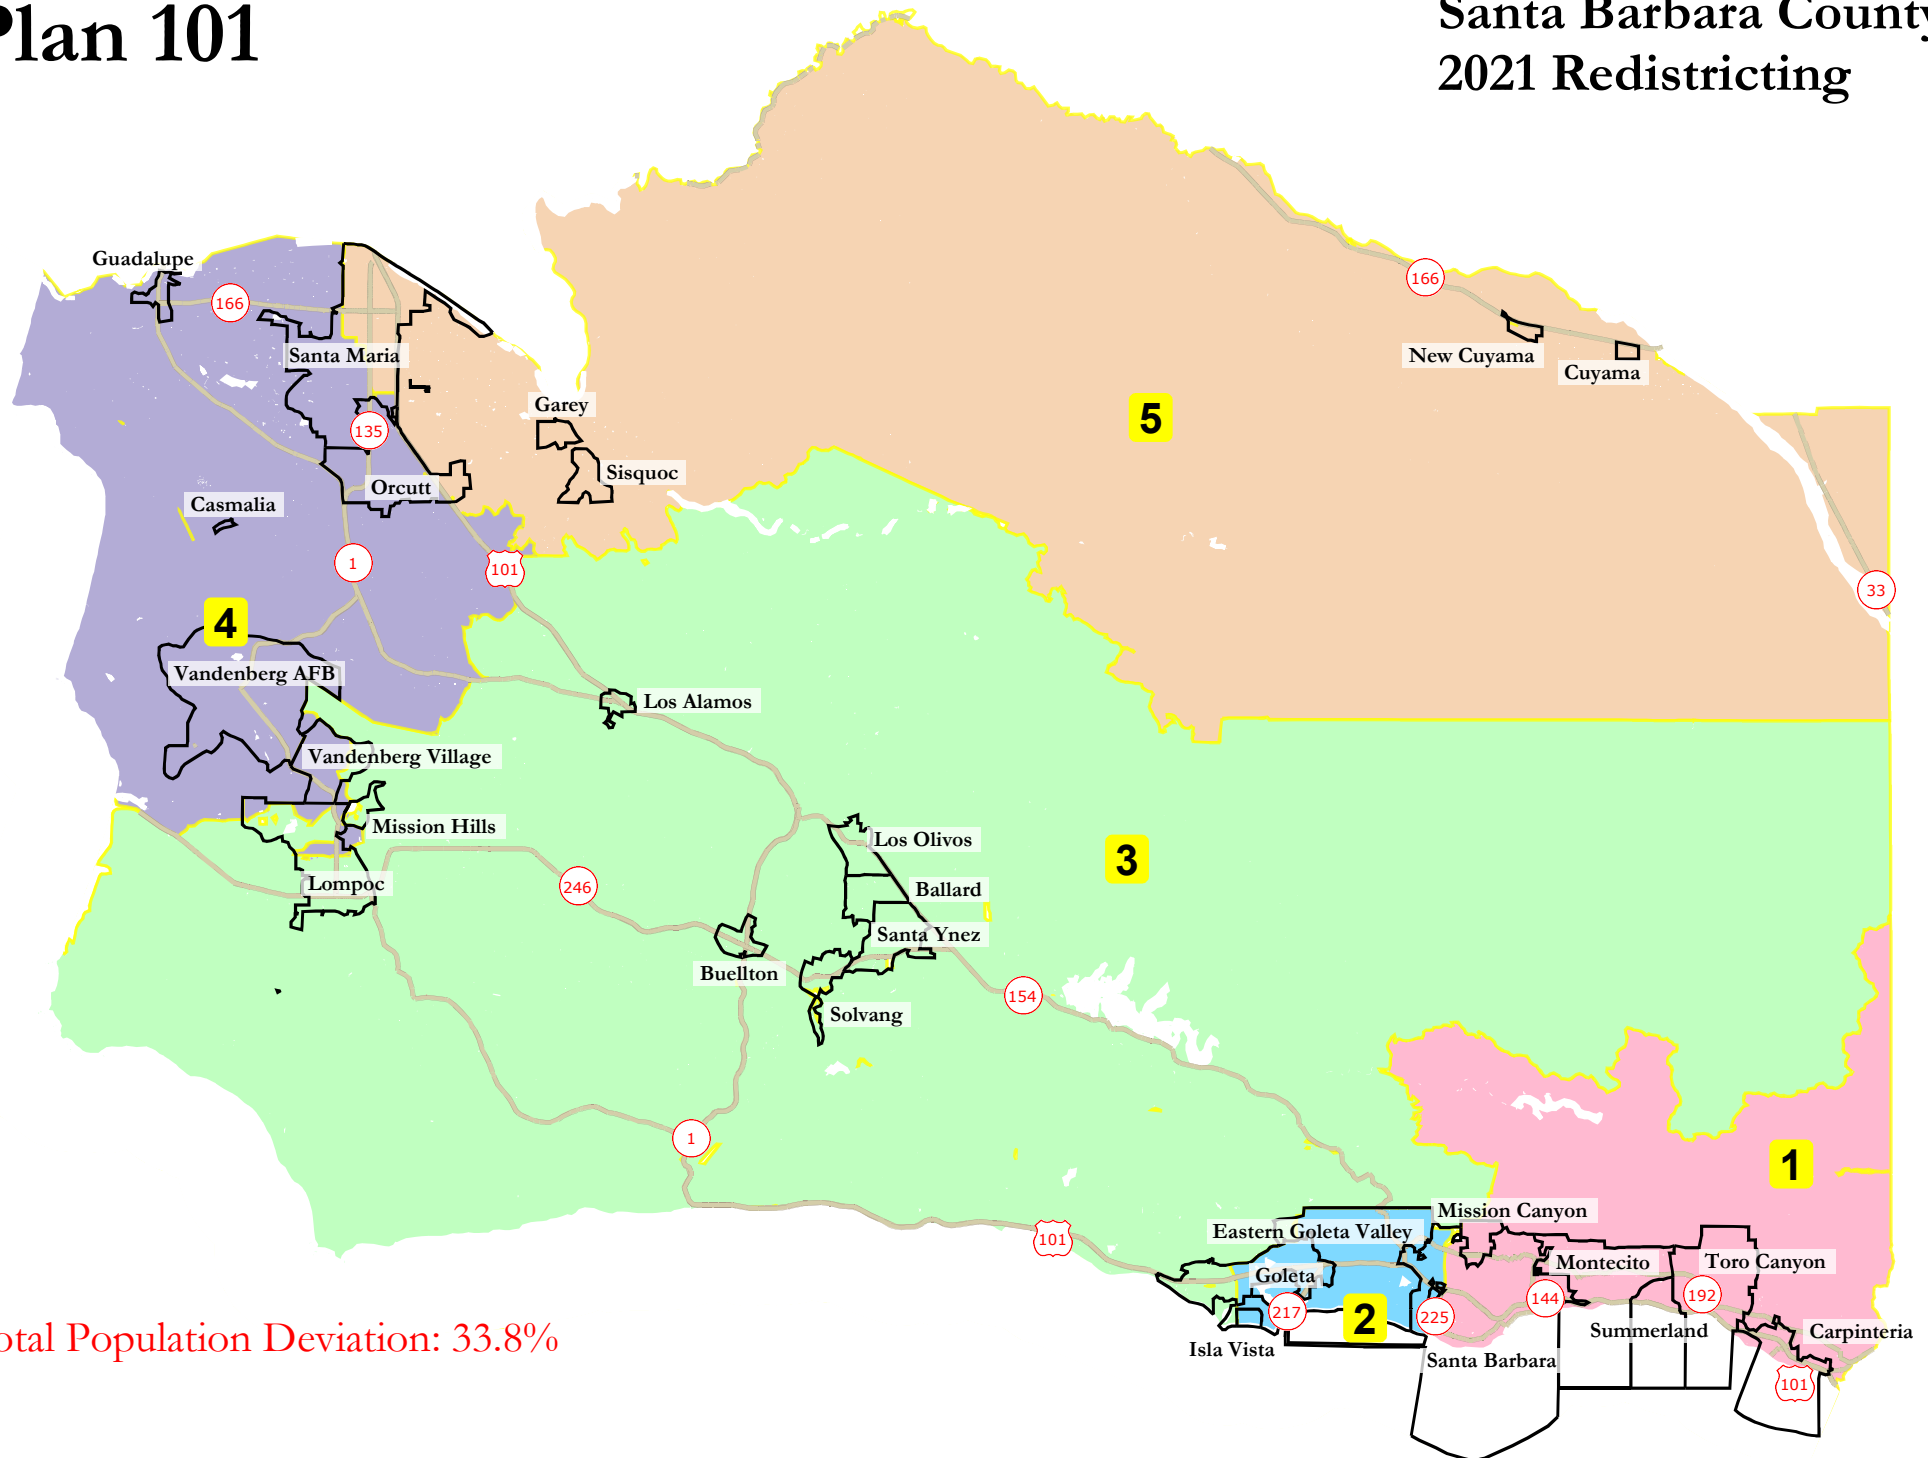 Plan 101
Santa Barbara County
2021 Redistricting
Guadalupe
166
Santa Maria
135
Garey
Sisquoc
Orcutt
Casmalia
1
101
5
166
New Cuyama
Cuyama
33
4
Vandenberg AFB
Los Alamos
Vandenberg Village
Mission Hills
Lompoc
246
Los Olivos
Ballard
Santa Ynez
Buellton
Solvang
154
3
1
101
1
Mission Canyon
Eastern Goleta Valley
Goleta
217
2
225
Isla Vista
Santa Barbara
144
Montecito
Toro Canyon
192
Summerland
Carpinteria
101
otal Population Deviation: 33.8%